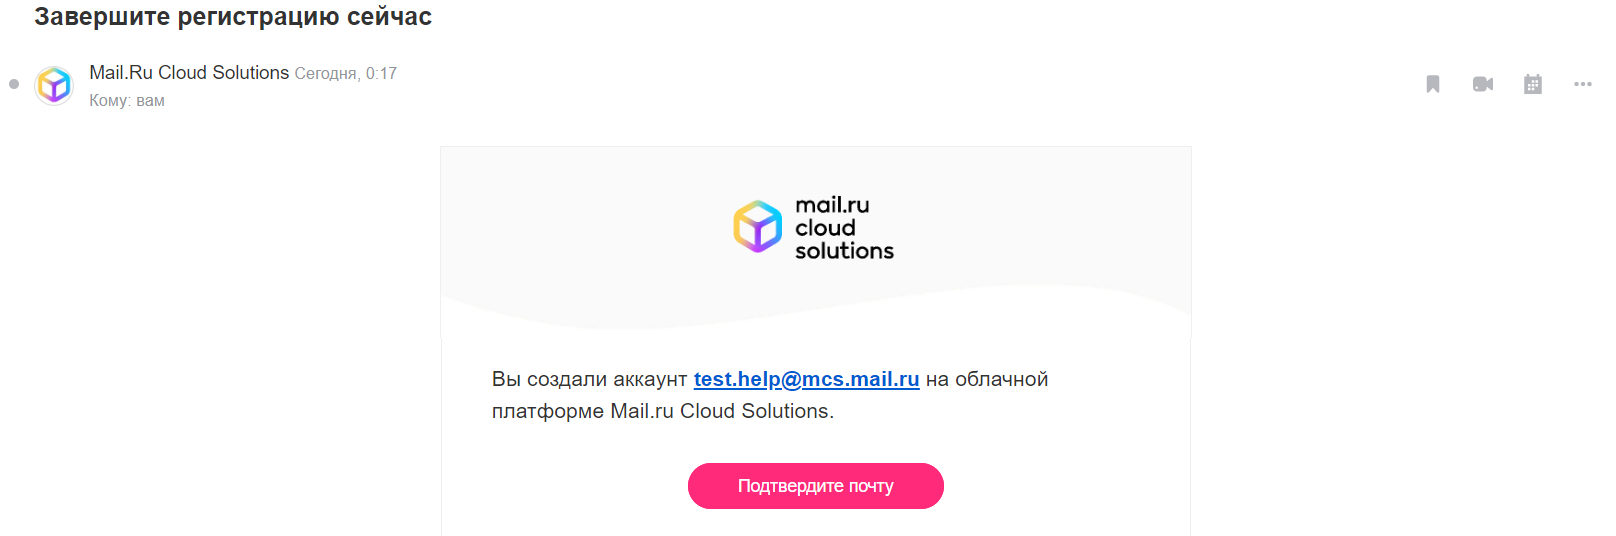 Завершите регистрацию сейчас
Mail.Ru Cloud Solutions Сегодня, 0:17
Кому: вам
mail.ru
cloud
solutions
Вы создали аккаунт test.help@mcs.mail.ru на облачной
платформе Mail.ru Cloud Solutions.
Подтвердите почту